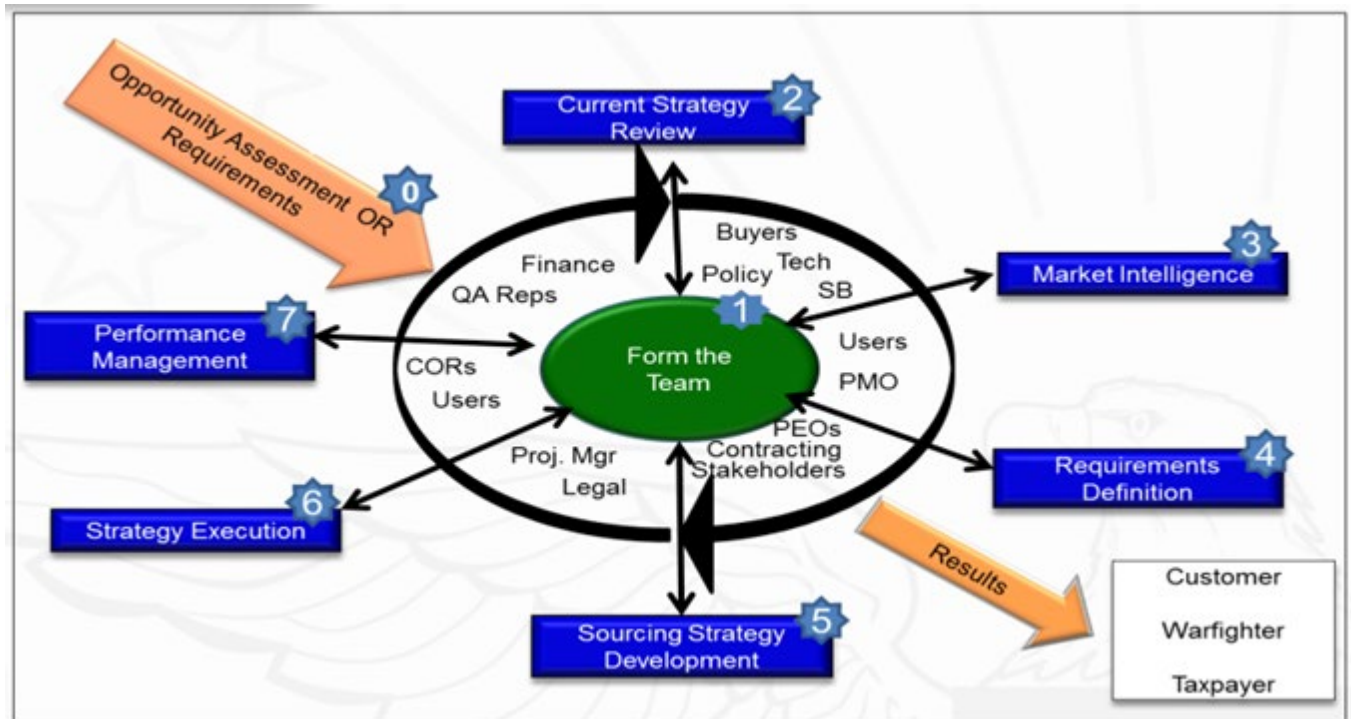 Opportunity Assessment OR
Requirements
0
2
Current Strategy
Review
Buyers
Tech
Policy
SB
Finance
QA Reps
3
Market Intelligence
1
Form the
Team
7
Performance
Management
CORs
Users
Users
PMO
PEOs
Contracting
Stakeholders
Proj. Mgr
Legal
4
Requirements
Definition
6
Strategy Execution
5
Sourcing Strategy
Development
Results
Customer
Warfighter
Taxpayer